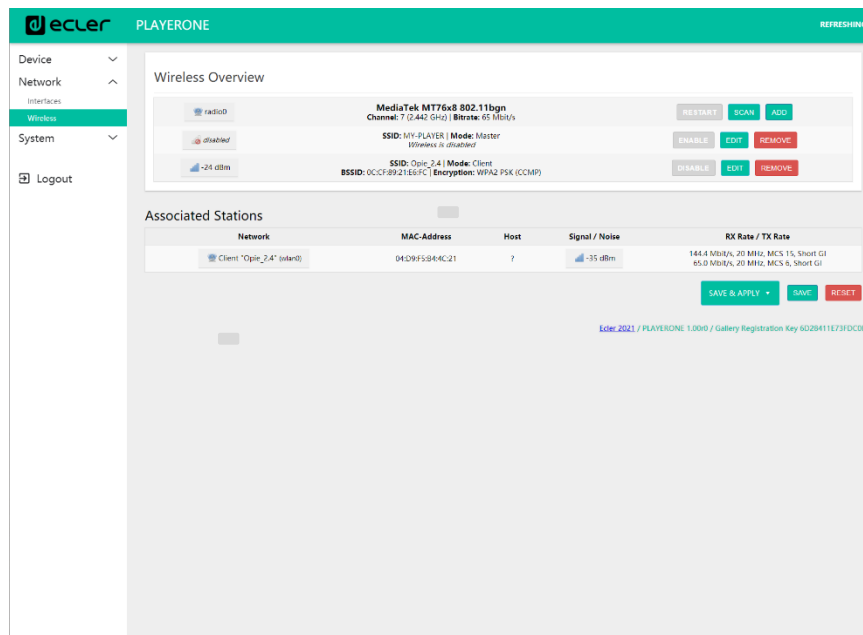 ecler
PLAYERONE
REFRESHING
Device
Network
Interfaces
Wireless
System
Logout
Wireless Overview
radio0
MediaTek MT76x8 802.11bgn
Channel: 7 (2.442 GHz) | Bitrate: 65 Mbit/s
RESTART SCAN ADD
disabled
SSID: MY-PLAYER | Mode: Master
Wireless is disabled
ENABLE EDIT REMOVE
-24 dBm
SSID: Opie_2.4 | Mode: Client
BSSID: 0C:CF:89:21:E6:FC | Encryption: WPA2 PSK (CCMP)
DISABLE EDIT REMOVE
Associated Stations
Network MAC-Address Host Signal / Noise RX Rate / TX Rate
Client "Opie_2.4" (wlan0) 04:D9:F5:B4:4C:21 ? -35 dBm 144.4 Mbit/s, 20 MHz, MCS 15, Short GI
65.0 Mbit/s, 20 MHz, MCS 6, Short GI
SAVE & APPLY SAVE RESET
Ecler 2021 / PLAYERONE 1.00r0 / Gallery Registration Key